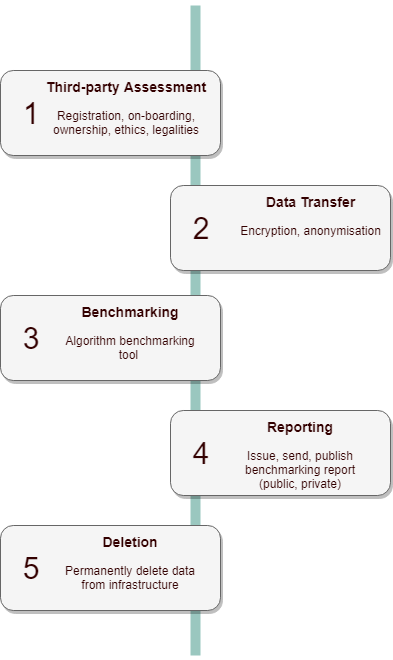 Third-party Assessment
1
Registration, on-boarding,
ownership, ethics, legalities
Data Transfer
2
Encryption, anonymisation
Benchmarking
3
Algorithm benchmarking
tool
Reporting
4
Issue, send, publish
benchmarking report
(public, private)
Deletion
5
Permanently delete data
from infrastructure